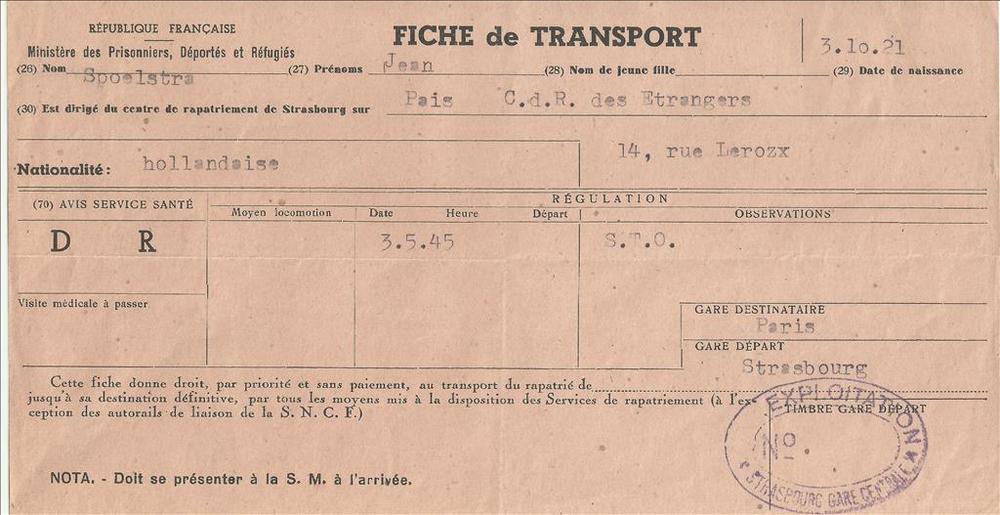 RÉPUBLIQUE FRANÇAISE
Ministère des Prisonniers, Déportés et Réfugiés
FICHE de TRANSPORT
3.10.21
(26) Nom Spoelstra (27) Prénoms Jean (28) Nom de jeune fille (29) Date de naissance
(30) Est dirigé du centre de rapatriement de Strasbourg sur Pais C.d.R. des Etrangers
14, rue Lerozx
Nationalité: hollandaise
(70) AVIS SERVICE SANTÉ
RÉGULATION
Moyen locomotion Date Heure Départ OBSERVATIONS
D R 3.5.45 S.T.O.
Visite médicale à passer
GARE DESTINATAIRE
Paris
GARE DÉPART
Strasbourg
Cette fiche donne droit, par priorité et sans paiement, au transport du rapatrié de
jusqu'à sa destination définitive, par tous les moyens mis à la disposition des Services de rapatriement (à l'ex-
ception des autorails de liaison de la S. N. C. F.)
TIMBRE GARE DÉPART
EXPLOITATION
No
STRASBOURG GARE CENTRALE
NOTA. - Doit se présenter à la S. M. à l'arrivée.